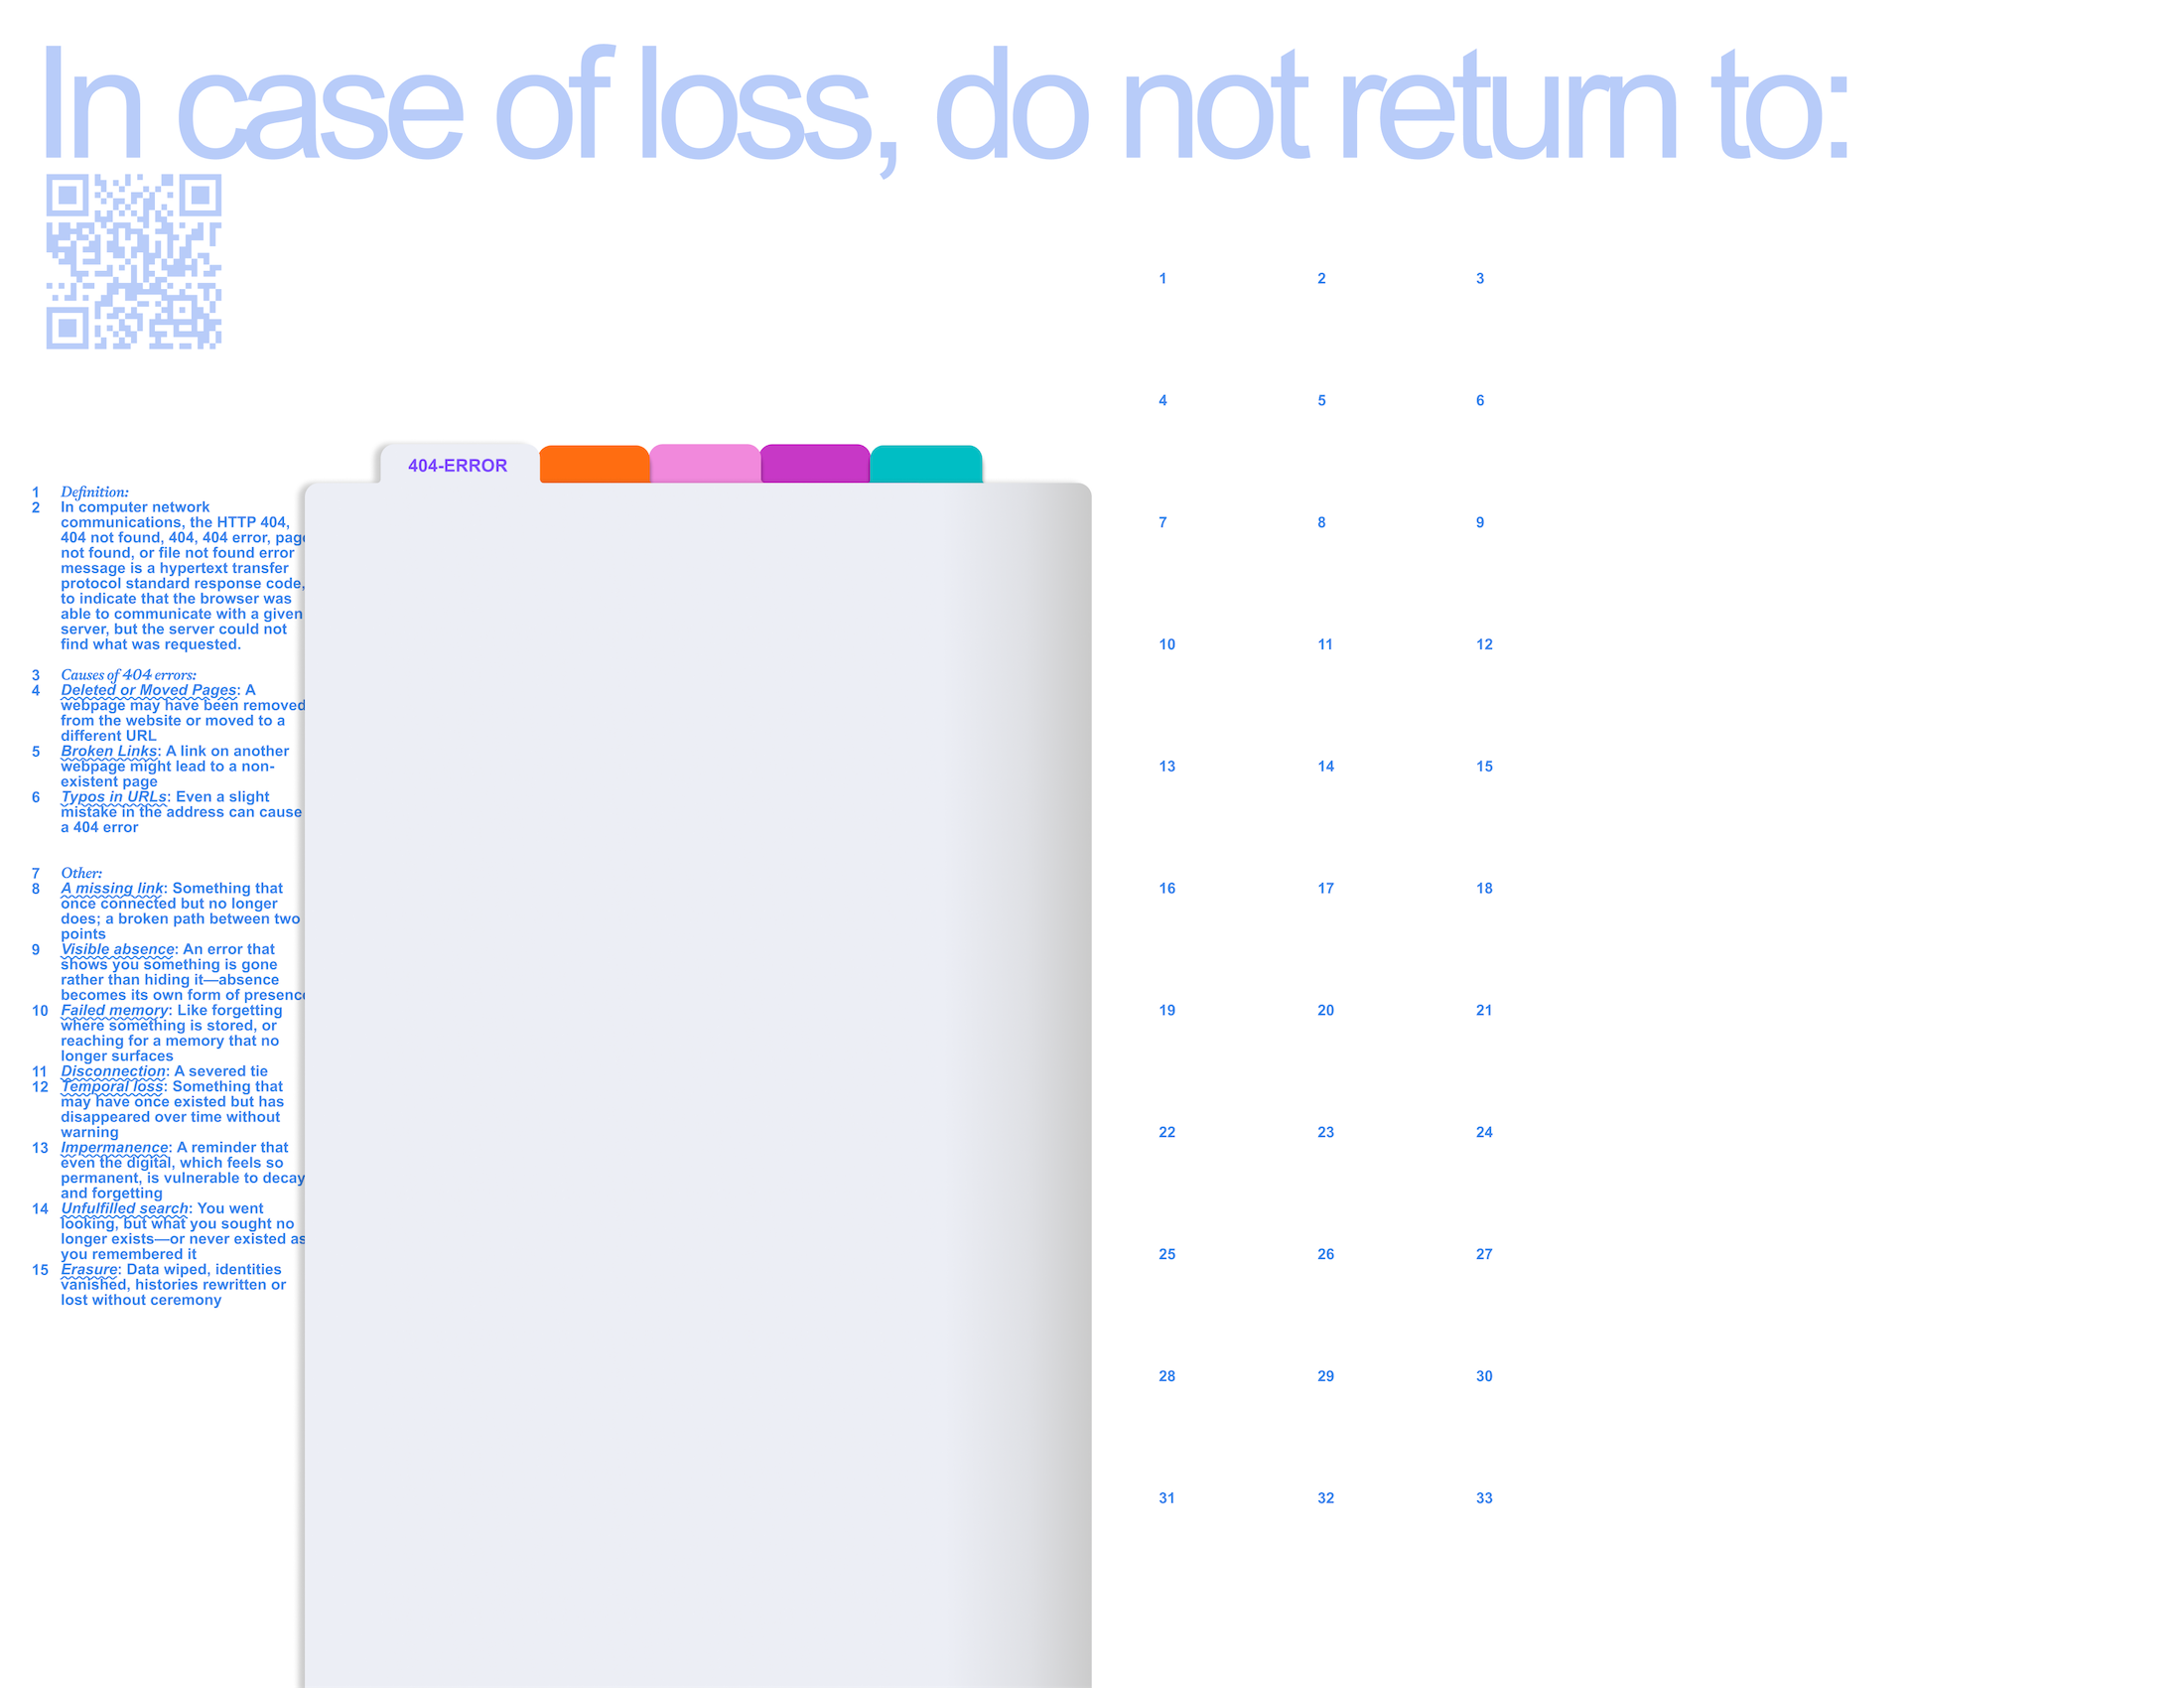 In case of loss, do not return to:
404-ERROR
1 Definition:
2 In computer network
communications, the HTTP 404,
404 not found, 404, 404 error, page
not found, or file not found error
message is a hypertext transfer
protocol standard response code,
to indicate that the browser was
able to communicate with a given
server, but the server could not
find what was requested.
3 Causes of 404 errors:
4 Deleted or Moved Pages: A
webpage may have been removed
from the website or moved to a
different URL
5 Broken Links: A link on another
webpage might lead to a non-
existent page
6 Typos in URLs: Even a slight
mistake in the address can cause
a 404 error
7 Other:
8 A missing link: Something that
once connected but no longer
does; a broken path between two
points
9 Visible absence: An error that
shows you something is gone
rather than hiding it—absence
becomes its own form of presence
10 Failed memory: Like forgetting
where something is stored, or
reaching for a memory that no
longer surfaces
11 Disconnection: A severed tie
12 Temporal loss: Something that
may have once existed but has
disappeared over time without
warning
13 Impermanence: A reminder that
even the digital, which feels so
permanent, is vulnerable to decay
and forgetting
14 Unfulfilled search: You went
looking, but what you sought no
longer exists—or never existed as
you remembered it
15 Erasure: Data wiped, identities
vanished, histories rewritten or
lost without ceremony
1 2 3
4 5 6
7 8 9
10 11 12
13 14 15
16 17 18
19 20 21
22 23 24
25 26 27
28 29 30
31 32 33